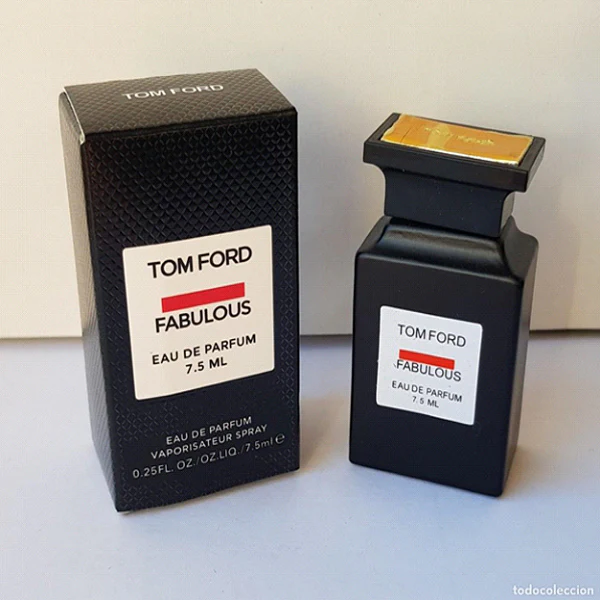 TOM FORD
TOM FORD
FABULOUS
EAU DE PARFUM
7.5 ML
EAU DE PARFUM
VAPORISATEUR SPRAY
0.25FL. OZ./OZ.LIQ./7.5ml e
TOM FORD
FABULOUS
EAU DE PARFUM
7.5 ML
todocoleccion